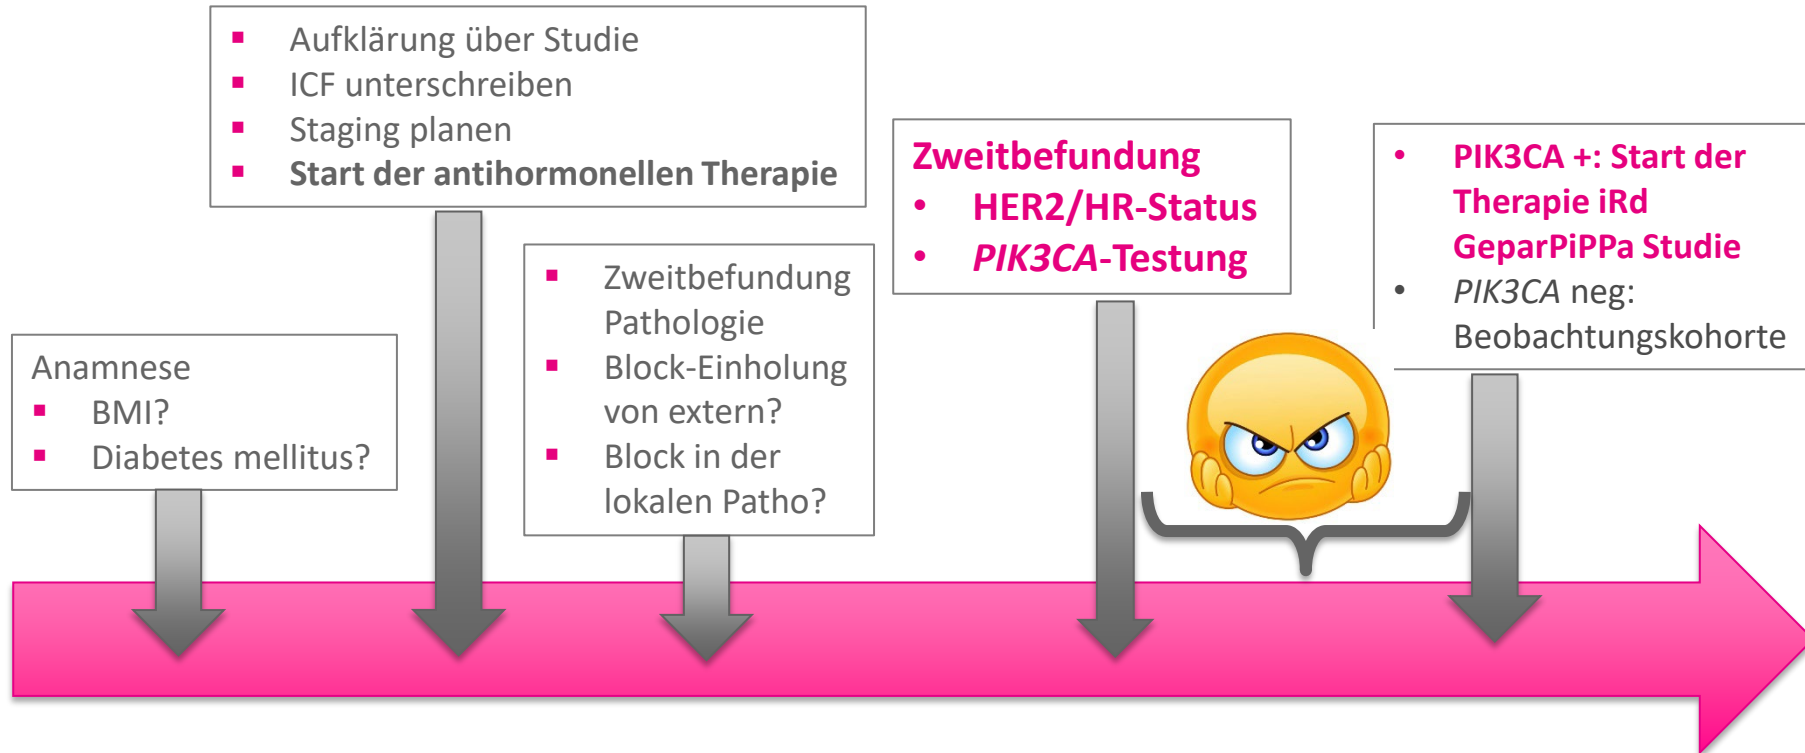 Anamnese
BMI?
Diabetes mellitus?
Aufklärung über Studie
ICF unterschreiben
Staging planen
Start der antihormonellen Therapie
Zweitbefundung
Pathologie
Block-Einholung
von extern?
Block in der
lokalen Patho?
Zweitbefundung
HER2/HR-Status
PIK3CA-Testung
PIK3CA +: Start der
Therapie iRd
GeparPiPPa Studie
PIK3CA neg:
Beobachtungskohorte